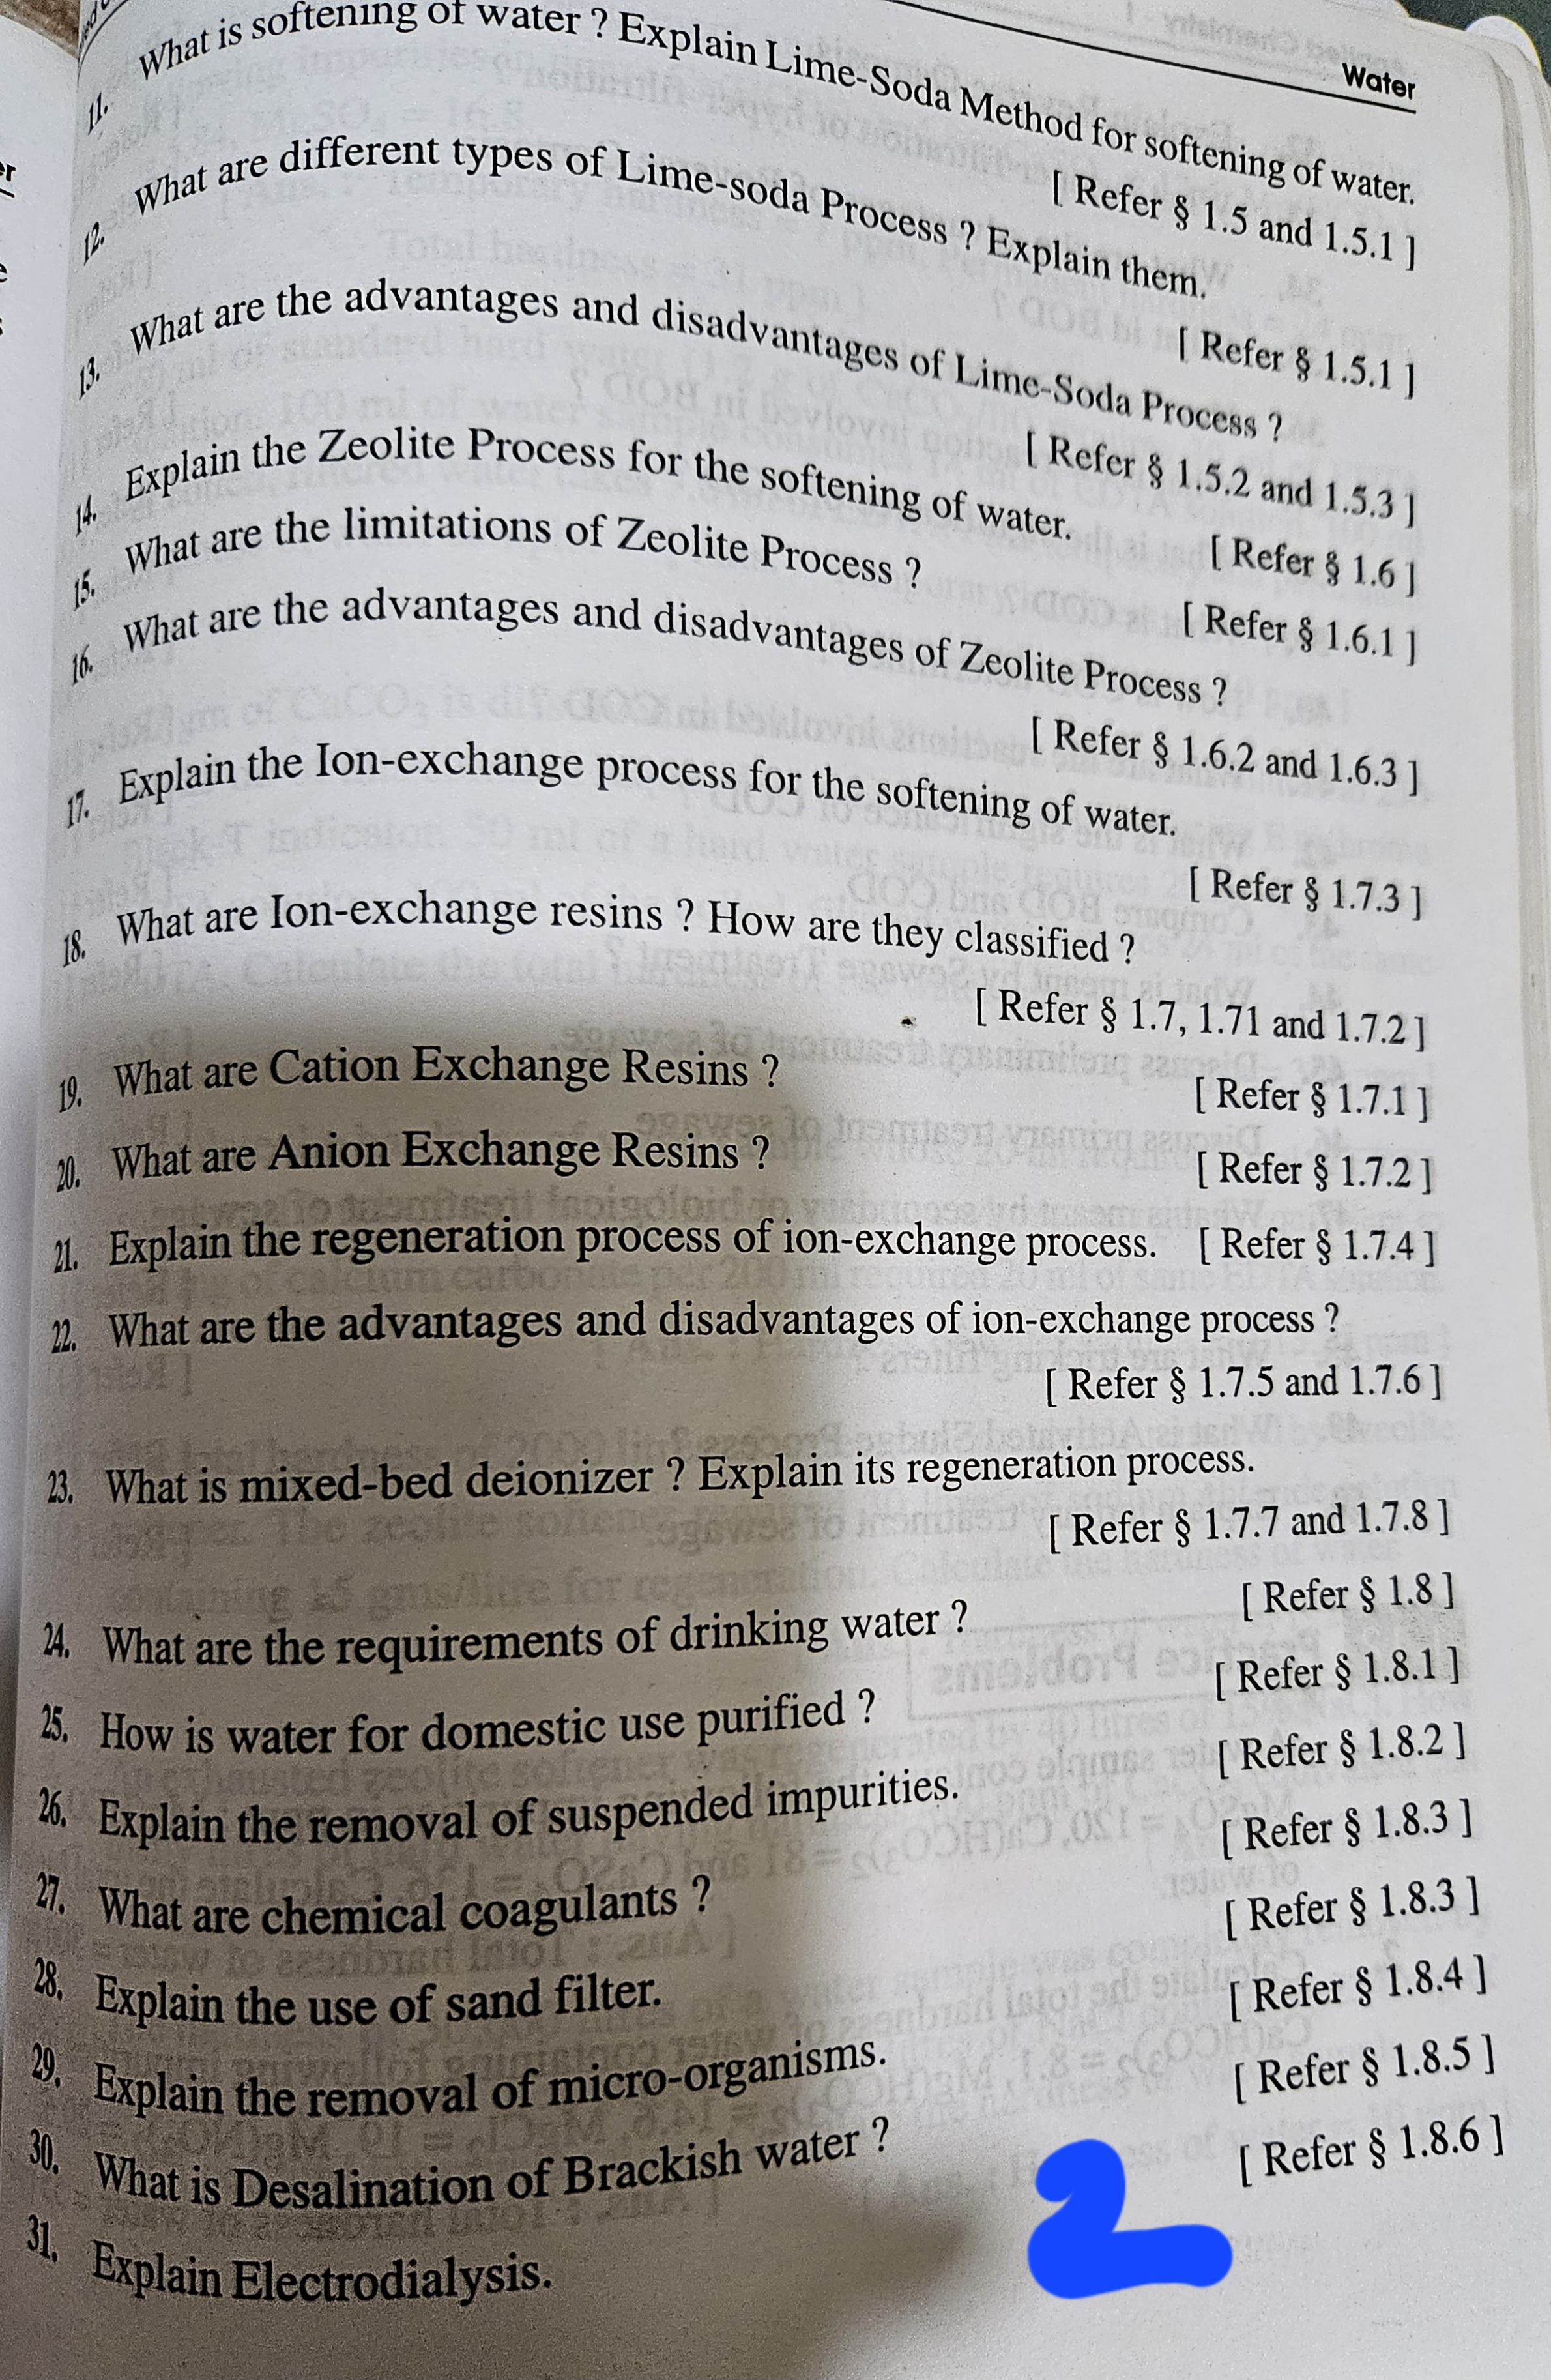 Water
11. What is softening of water ? Explain Lime-Soda Method for softening of water.
[ Refer § 1.5 and 1.5.1 ]
12. What are different types of Lime-soda Process ? Explain them.
[ Refer § 1.5.1 ]
13. What are the advantages and disadvantages of Lime-Soda Process ?
[ Refer § 1.5.2 and 1.5.3 ]
14. Explain the Zeolite Process for the softening of water.
[ Refer § 1.6 ]
15. What are the limitations of Zeolite Process ?
[ Refer § 1.6.1 ]
16. What are the advantages and disadvantages of Zeolite Process ?
[ Refer § 1.6.2 and 1.6.3 ]
17. Explain the Ion-exchange process for the softening of water.
[ Refer § 1.7.3 ]
18. What are Ion-exchange resins ? How are they classified ?
[ Refer § 1.7, 1.71 and 1.7.2 ]
19. What are Cation Exchange Resins ? [ Refer § 1.7.1 ]
20. What are Anion Exchange Resins ? [ Refer § 1.7.2 ]
21. Explain the regeneration process of ion-exchange process. [ Refer § 1.7.4 ]
22. What are the advantages and disadvantages of ion-exchange process ?
[ Refer § 1.7.5 and 1.7.6 ]
23. What is mixed-bed deionizer ? Explain its regeneration process.
[ Refer § 1.7.7 and 1.7.8 ]
24. What are the requirements of drinking water ? [ Refer § 1.8 ]
25. How is water for domestic use purified ? [ Refer § 1.8.1 ]
26. Explain the removal of suspended impurities. [ Refer § 1.8.2 ]
27. What are chemical coagulants ? [ Refer § 1.8.3 ]
28. Explain the use of sand filter. [ Refer § 1.8.3 ]
29. Explain the removal of micro-organisms. [ Refer § 1.8.4 ]
30. What is Desalination of Brackish water ? [ Refer § 1.8.5 ]
31. Explain Electrodialysis. [ Refer § 1.8.6 ]
2